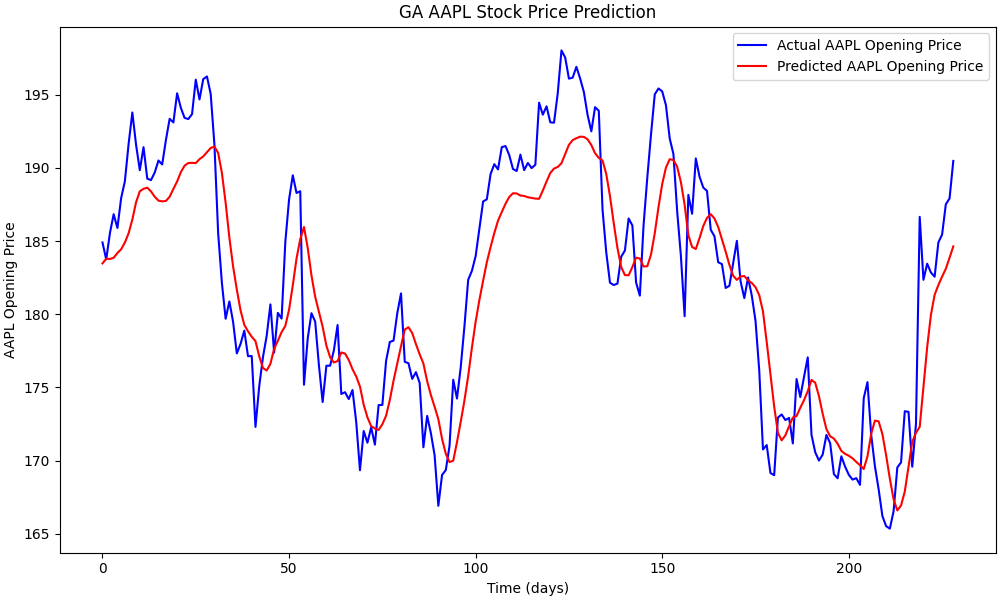 GA AAPL Stock Price Prediction
Actual AAPL Opening Price
Predicted AAPL Opening Price
AAPL Opening Price
195
190
185
180
175
170
165
0 50 100 150 200
Time (days)